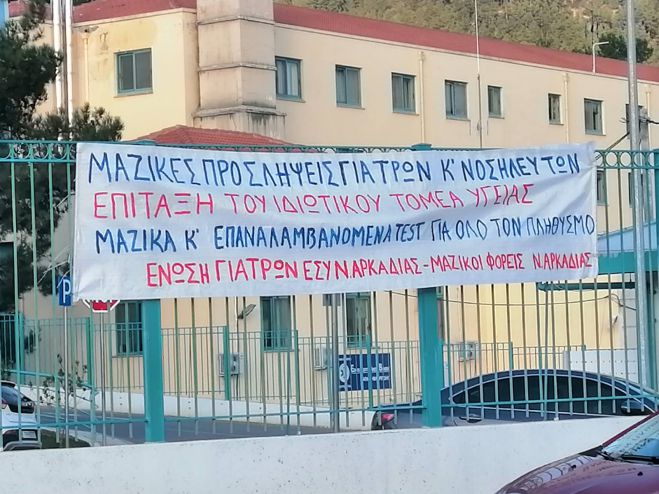 ΜΑΖΙΚΕΣ ΠΡΟΣΛΗΨΕΙΣ ΓΙΑΤΡΩΝ Κ' ΝΟΣΗΛΕΥΤΩΝ
ΕΠΙΤΑΞΗ ΤΟΥ ΙΔΙΩΤΙΚΟΥ ΤΟΜΕΑ ΥΓΕΙΑΣ
ΜΑΖΙΚΑ Κ' ΕΠΑΝΑΛΑΜΒΑΝΟΜΕΝΑ TEST ΓΙΑ ΟΛΟ ΤΟΝ ΠΛΗΘΥΣΜΟ
ΕΝΩΣΗ ΓΙΑΤΡΩΝ ΕΣΥ Ν.ΑΡΚΑΔΙΑΣ - ΜΑΖΙΚΟΙ ΦΟΡΕΙΣ Ν.ΑΡΚΑΔΙΑΣ
P